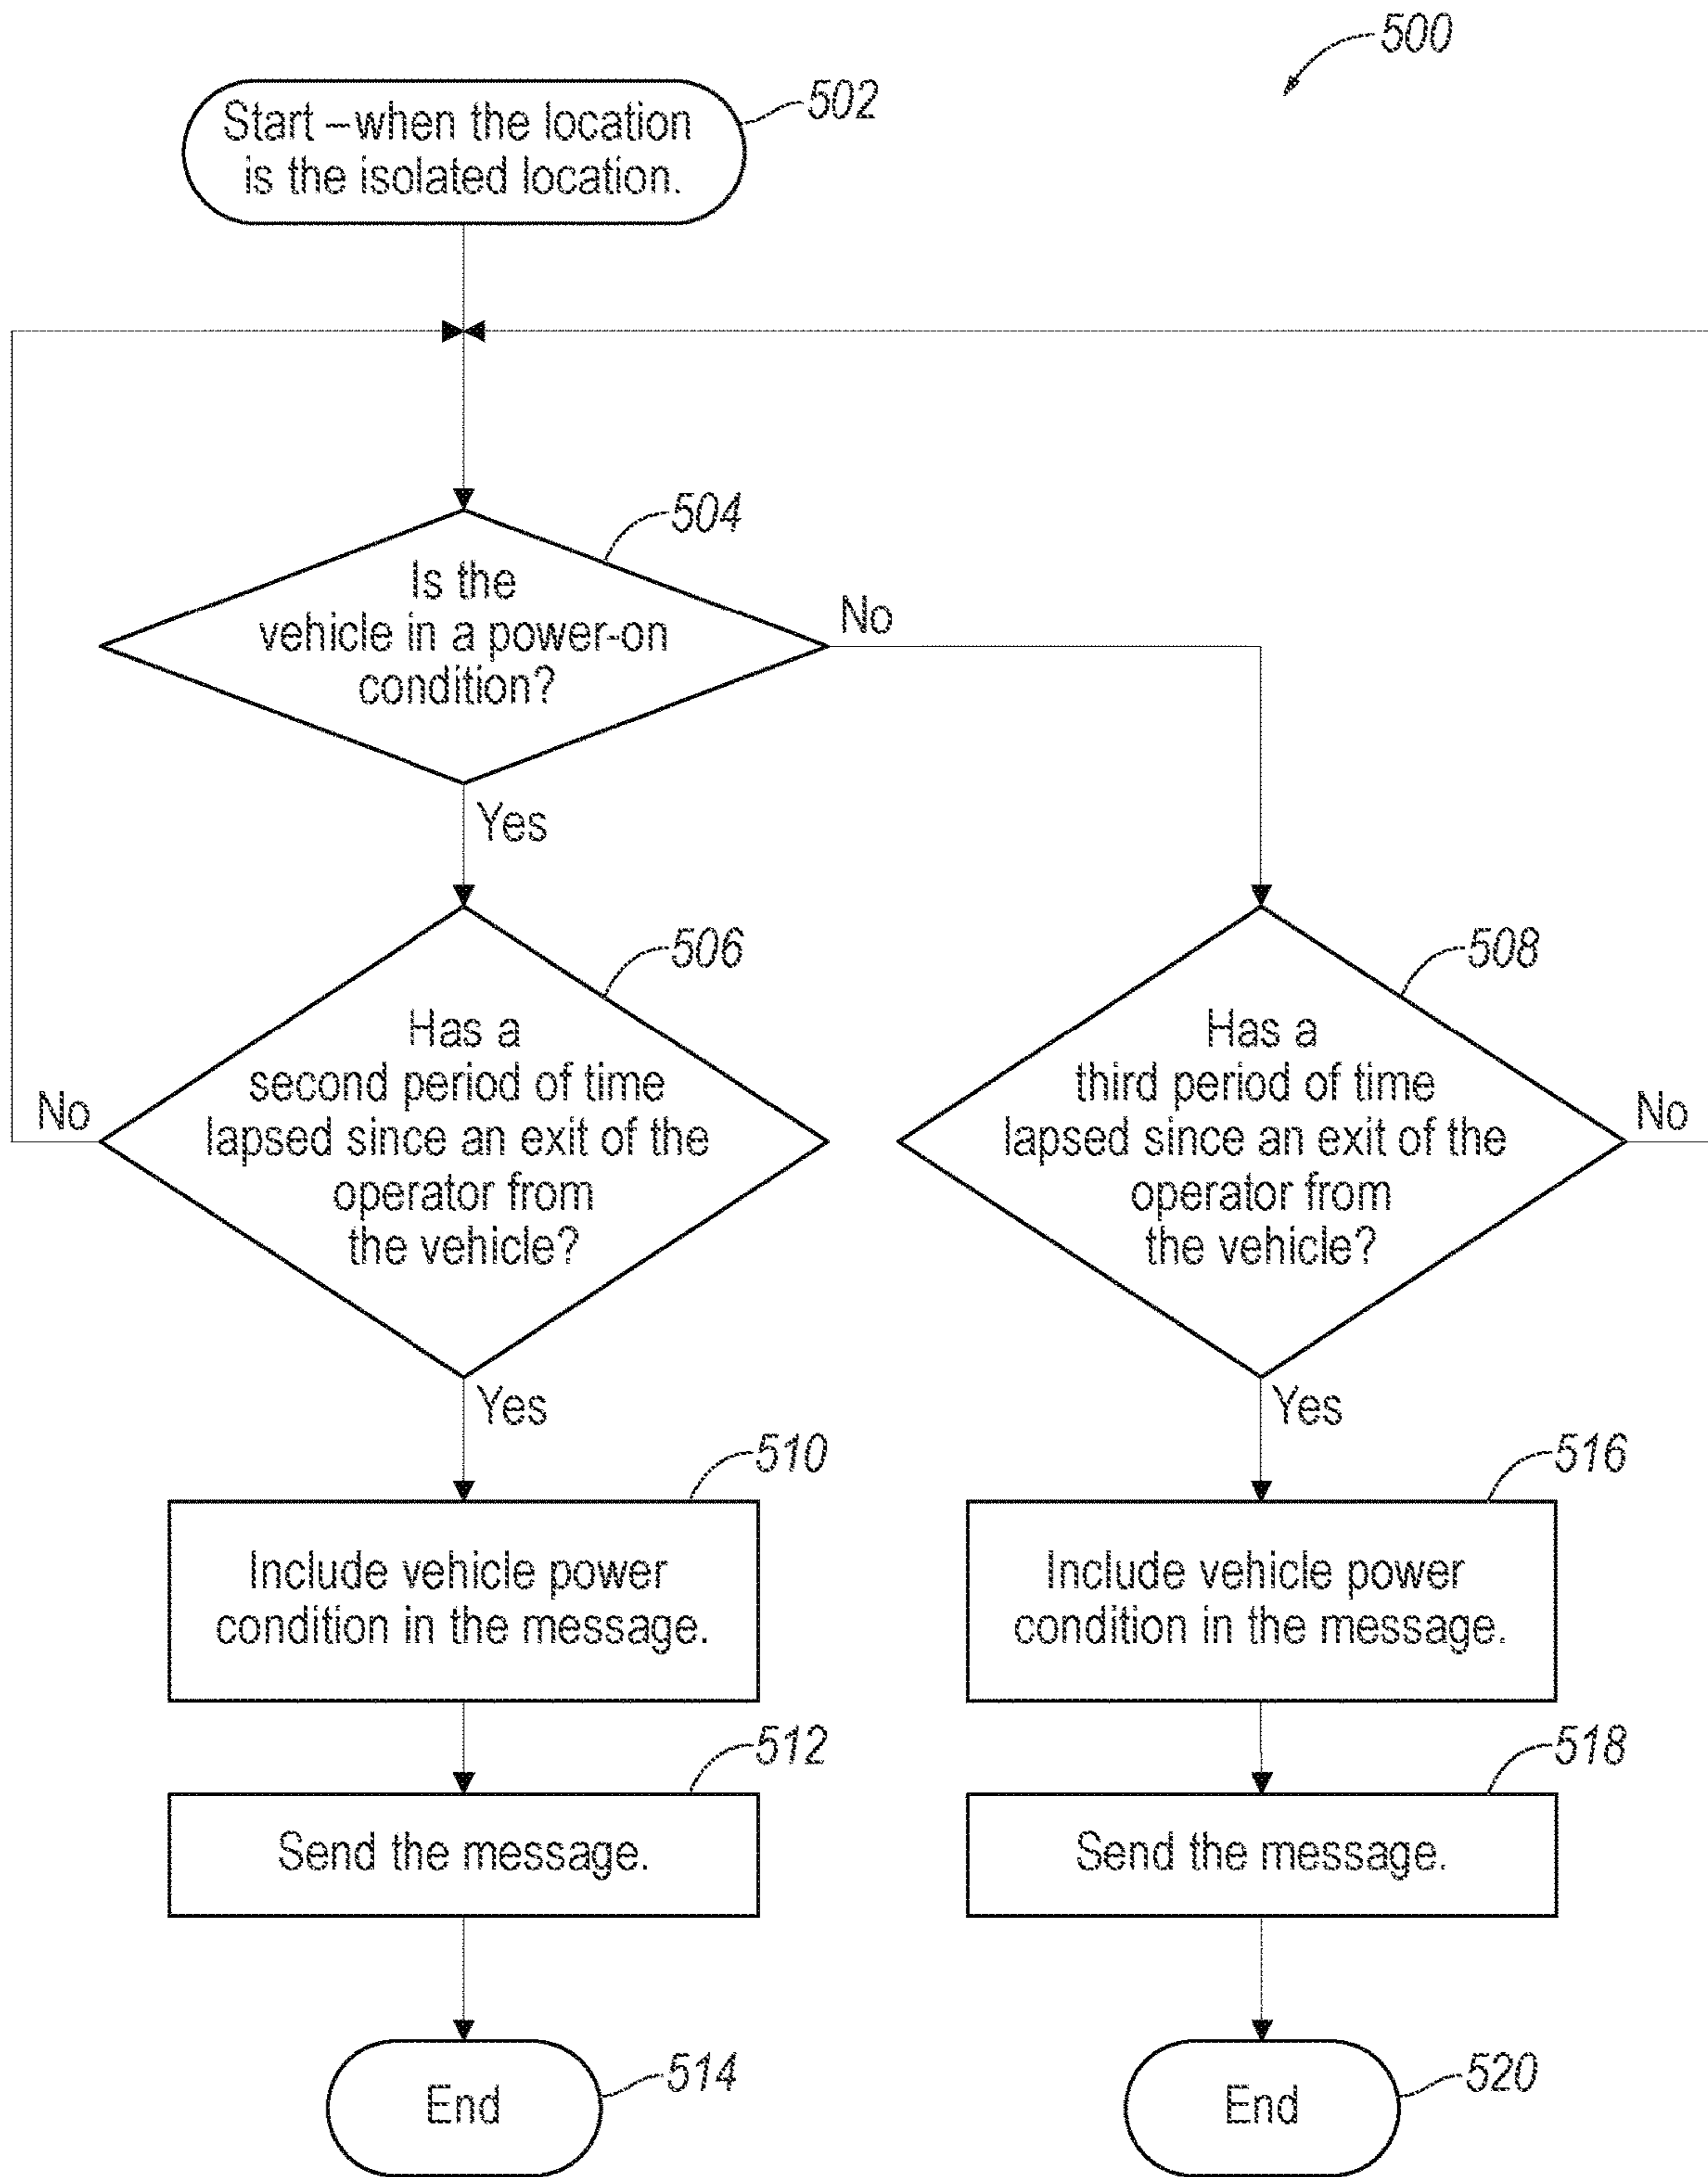 500
Start –when the location
is the isolated location.
502
504
Is the
vehicle in a power-on
condition?
No
Yes
506
Has a
second period of time
lapsed since an exit of the
operator from
the vehicle?
No
Yes
508
Has a
third period of time
lapsed since an exit of the
operator from
the vehicle?
No
Yes
510
Include vehicle power
condition in the message.
516
Include vehicle power
condition in the message.
512
Send the message.
518
Send the message.
514
End
520
End